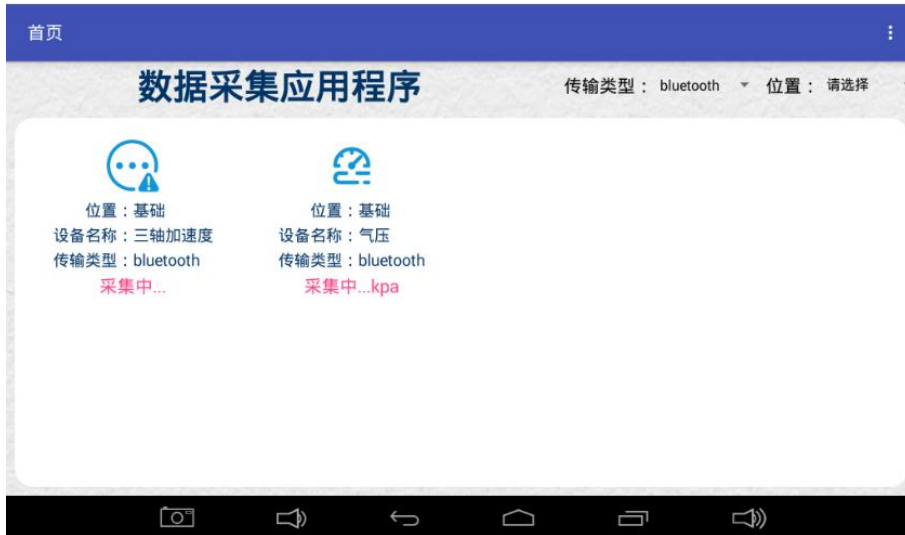 首页
数据采集应用程序
传输类型： bluetooth 位置： 请选择
位置：基础
设备名称：三轴加速度
传输类型：bluetooth
采集中...
位置：基础
设备名称：气压
传输类型：bluetooth
采集中...kpa